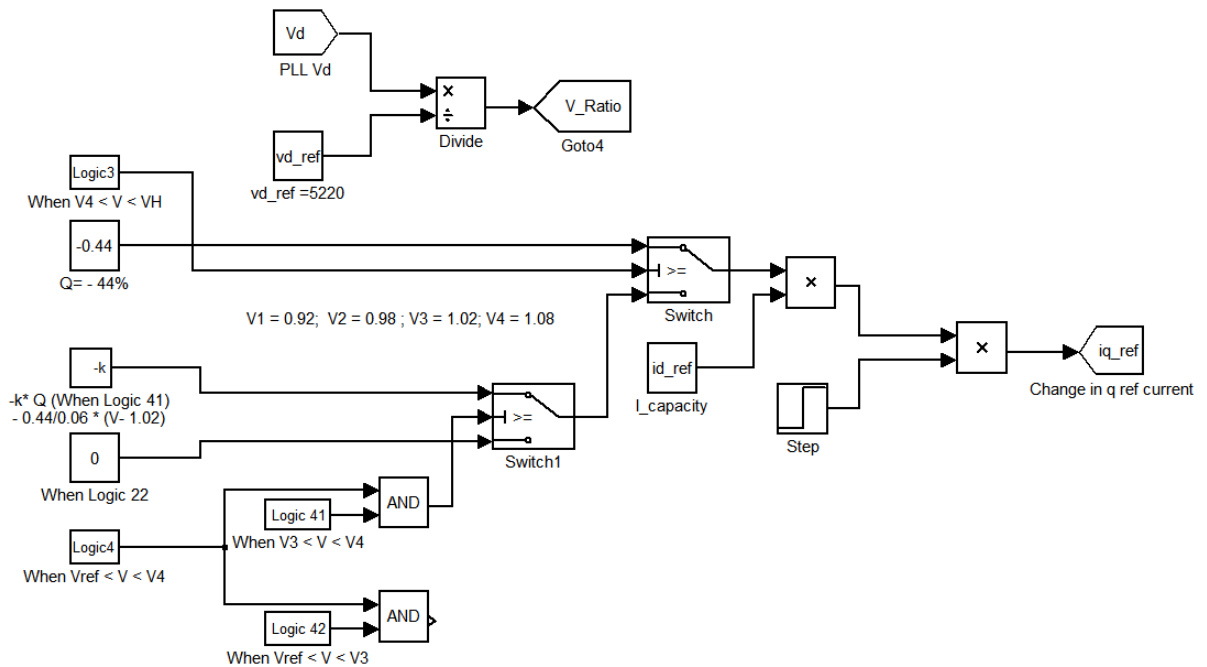 Vd
PLL Vd
×
÷
Divide
V_Ratio
Goto4
vd_ref
vd_ref =5220
Logic3
When V4 < V < VH
-0.44
Q= - 44%
>=
Switch
×
V1 = 0.92;  V2 = 0.98 ; V3 = 1.02; V4 = 1.08
id_ref
I_capacity
×
iq_ref
Change in q ref current
Step
-k
-k* Q (When Logic 41)
- 0.44/0.06 * (V- 1.02)
>=
Switch1
0
When Logic 22
AND
Logic 41
When V3 < V < V4
Logic4
When Vref < V < V4
AND
Logic 42
When Vref < V < V3